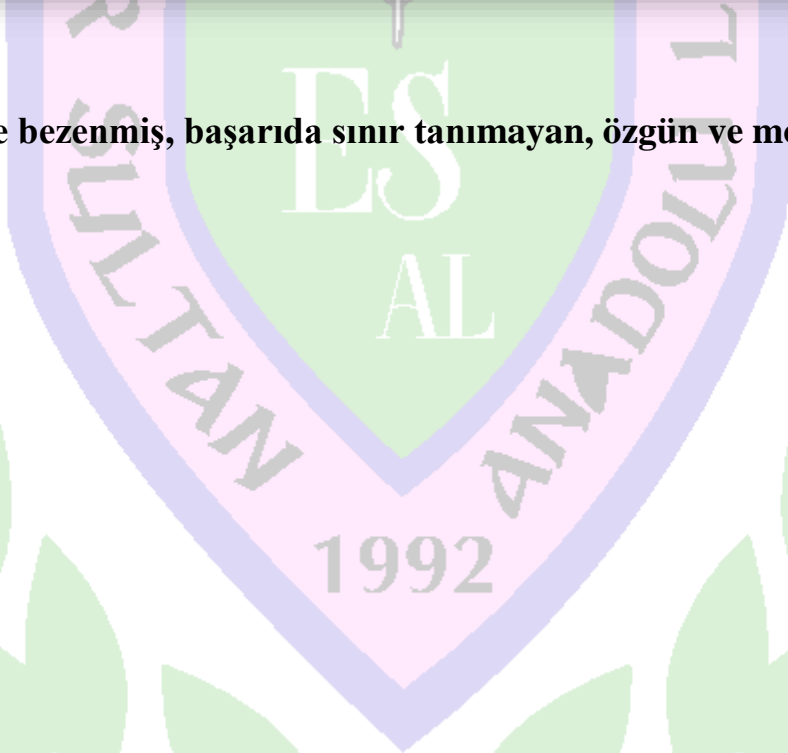 e bezenmiş, başarıda sınır tanımayan, özgün ve m
ES
AL
SULTAN
ANADOLU L
1992